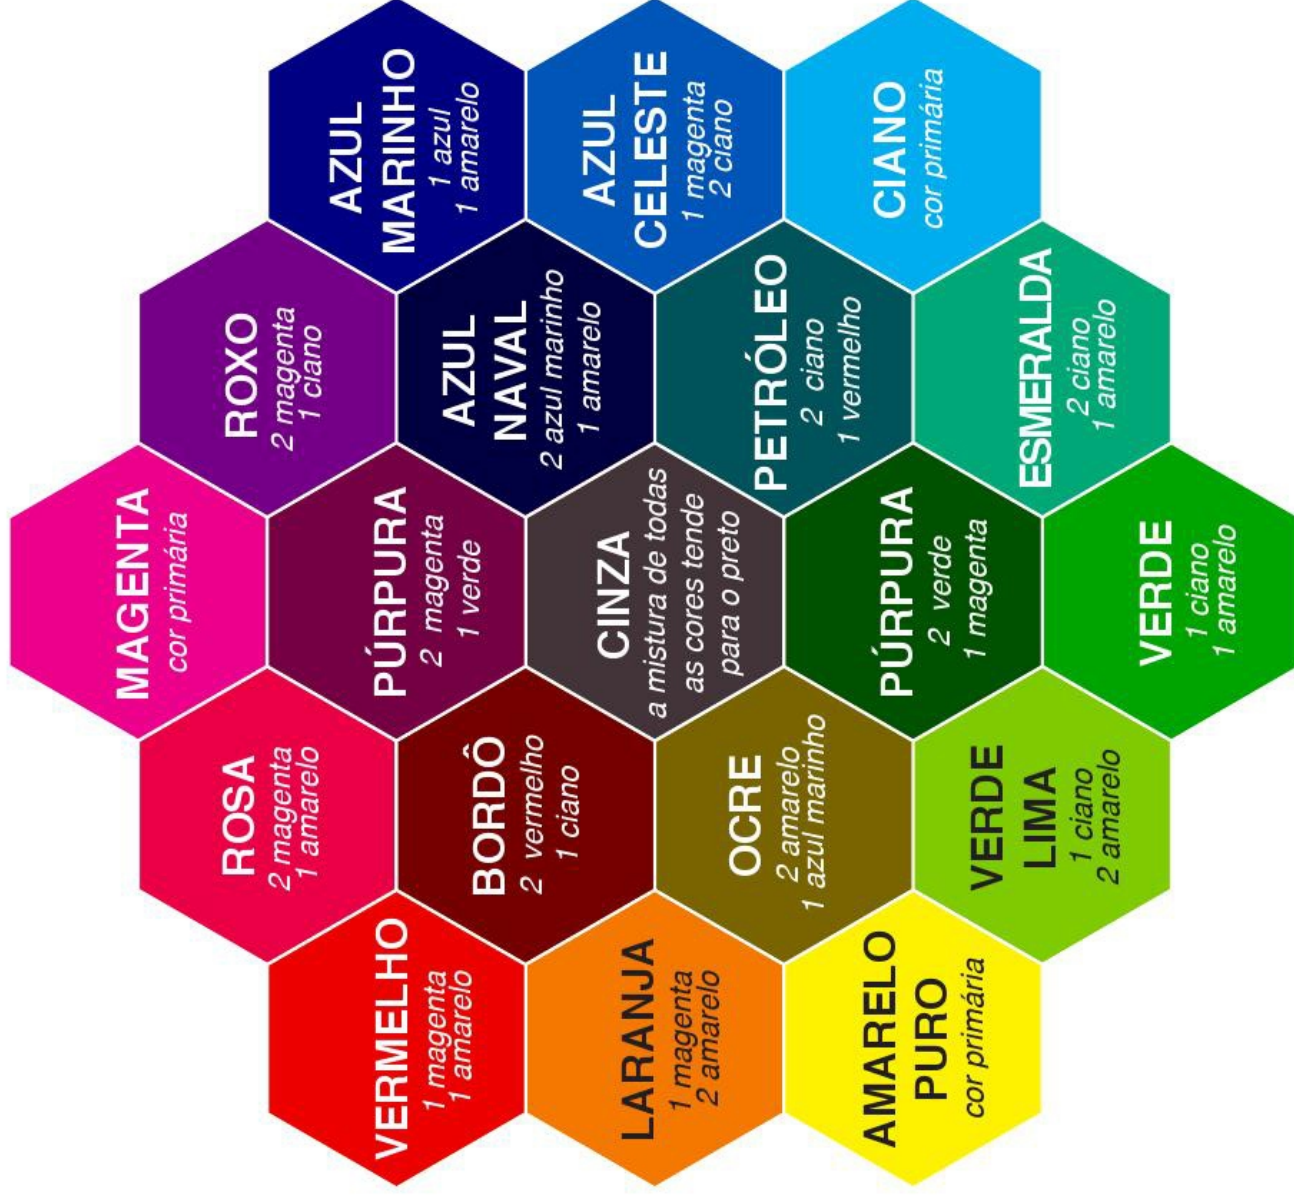 MAGENTA
cor primária
ROSA
2 magenta
1 amarelo
ROXO
2 magenta
1 ciano
VERMELHO
1 magenta
1 amarelo
PÚRPURA
2 magenta
1 verde
AZUL
MARINHO
1 azul
1 amarelo
BORDÔ
2 vermelho
1 ciano
AZUL
NAVAL
2 azul marinho
1 amarelo
LARANJA
1 magenta
2 amarelo
CINZA
a mistura de todas
as cores tende
para o preto
AZUL
CELESTE
1 magenta
2 ciano
OCRE
2 amarelo
1 azul marinho
PETRÓLEO
2 ciano
1 vermelho
AMARELO
PURO
cor primária
PÚRPURA
2 verde
1 magenta
CIANO
cor primária
VERDE
LIMA
1 ciano
2 amarelo
ESMERALDA
2 ciano
1 amarelo
VERDE
1 ciano
1 amarelo